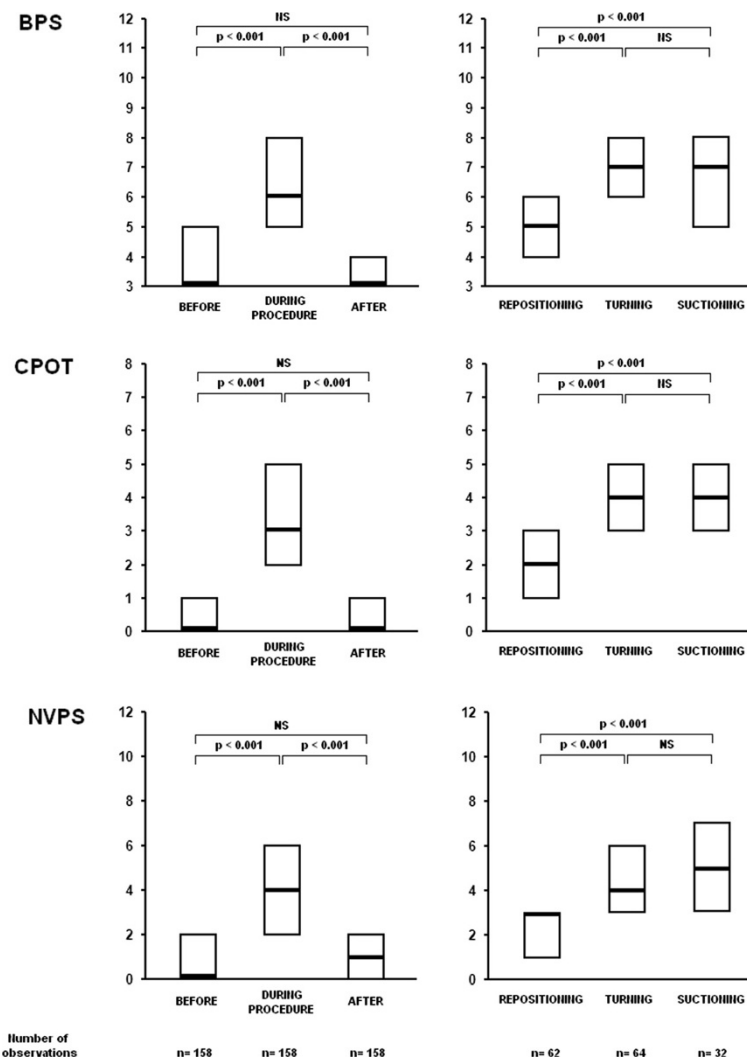 BPS
12
11
10
9
8
7
6
5
4
3
NS
p < 0.001 p < 0.001
BEFORE DURING PROCEDURE AFTER
12
11
10
9
8
7
6
5
4
3
p < 0.001
p < 0.001 NS
REPOSITIONING TURNING SUCTIONING
CPOT
8
7
6
5
4
3
2
1
0
NS
p < 0.001 p < 0.001
BEFORE DURING PROCEDURE AFTER
8
7
6
5
4
3
2
1
0
p < 0.001
p < 0.001 NS
REPOSITIONING TURNING SUCTIONING
NVPS
12
10
8
6
4
2
0
NS
p < 0.001 p < 0.001
BEFORE DURING PROCEDURE AFTER
12
10
8
6
4
2
0
p < 0.001
p < 0.001 NS
REPOSITIONING TURNING SUCTIONING
Number of
observations n= 158 n= 158 n= 158 n= 62 n= 64 n= 32